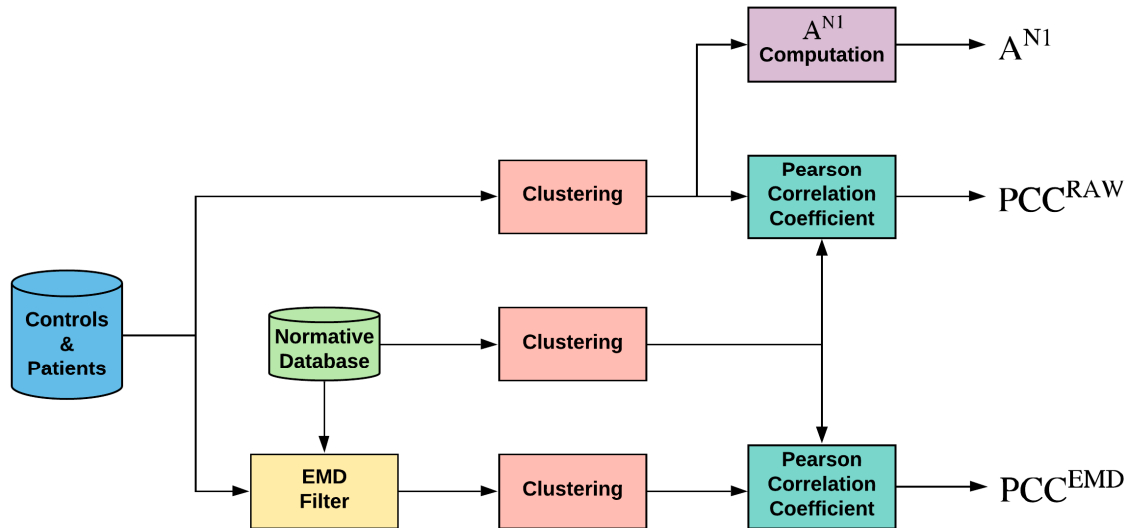 A^N1
Computation
A^N1
Clustering
Pearson
Correlation
Coefficient
PCC^RAW
Controls
&
Patients
Normative
Database
Clustering
EMD
Filter
Clustering
Pearson
Correlation
Coefficient
PCC^EMD